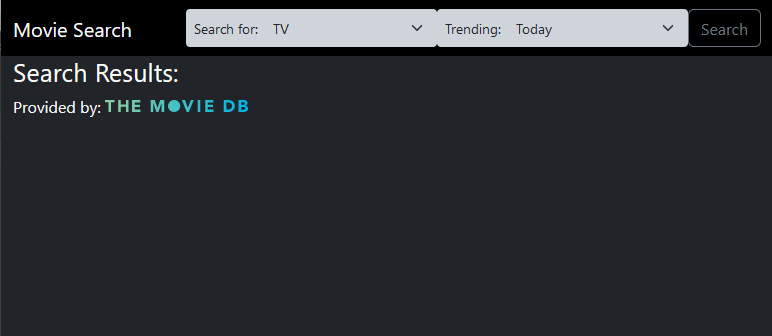 Movie Search Search for: TV Trending: Today Search
Search Results:
Provided by: THE MOVIE DB